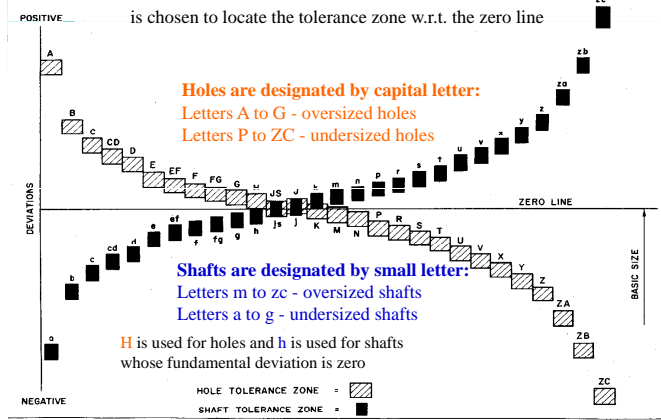 zc
POSITIVE
is chosen to locate the tolerance zone w.r.t. the zero line
zb
A
za
Holes are designated by capital letter:
Letters A to G - oversized holes
Letters P to ZC - undersized holes
B
C
CD
D
E
EF
F
FG
G
H
JS
J
k
m
n
p
r
s
t
u
v
x
y
z
ZERO LINE
DEVIATIONS
a
b
c
cd
d
e
ef
f
fg
g
h
js
j
K
M
N
P
R
S
T
U
V
X
Y
Z
ZA
ZB
ZC
BASIC SIZE
Shafts are designated by small letter:
Letters m to zc - oversized shafts
Letters a to g - undersized shafts
H is used for holes and h is used for shafts
whose fundamental deviation is zero
HOLE TOLERANCE ZONE =
SHAFT TOLERANCE ZONE =
NEGATIVE